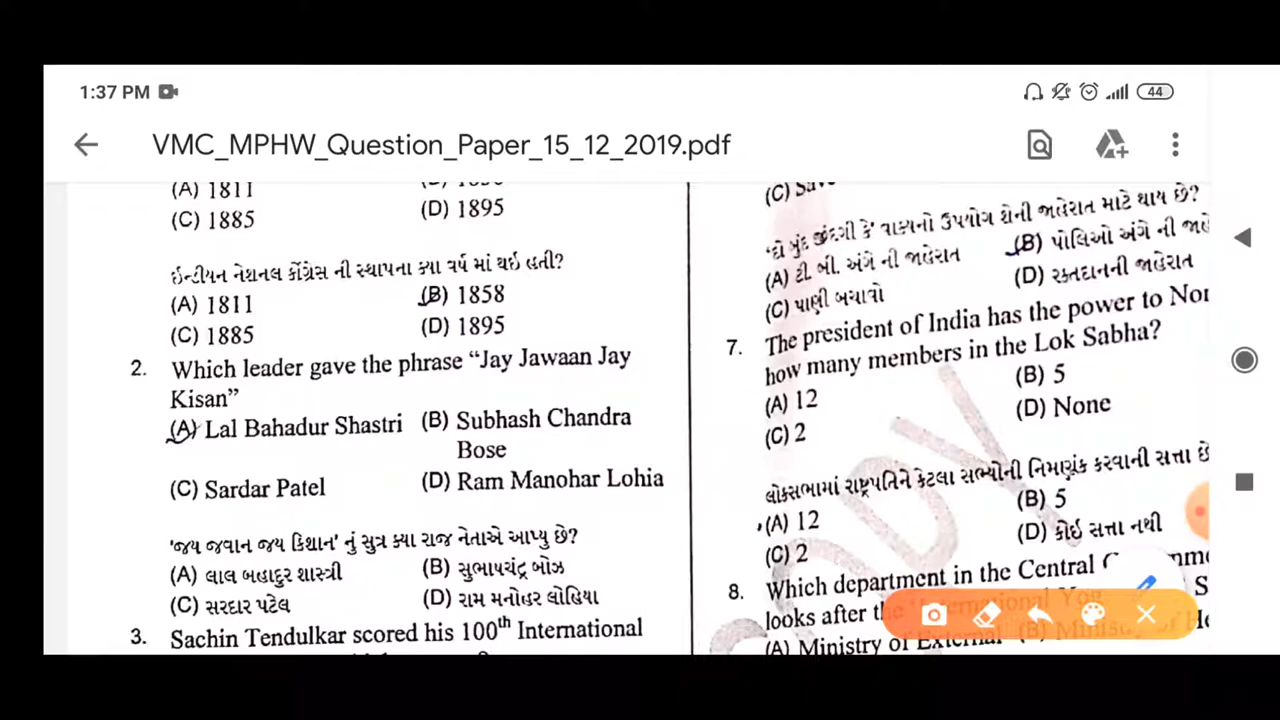 1:37 PM
44
VMC_MPHW_Question_Paper_15_12_2019.pdf
(A) 1811
(C) 1885
(D) 1895
ઇન્ડીયન નેશનલ કોંગ્રેસ ની સ્થાપના ક્યા વર્ષ માં થઇ હતી?
(A) 1811
(B) 1858
(C) 1885
(D) 1895
2. Which leader gave the phrase “Jay Jawaan Jay
Kisan”
(A) Lal Bahadur Shastri
(B) Subhash Chandra
Bose
(C) Sardar Patel
(D) Ram Manohar Lohia
'જય જવાન જય કિશાન' નું સુત્ર ક્યા રાજ નેતાએ આપ્યુ છે?
(A) લાલ બહાદુર શાસ્ત્રી
(B) સુભાષચંદ્ર બોઝ
(C) સરદાર પટેલ
(D) રામ મનોહર લોહિયા
3. Sachin Tendulkar scored his 100th International
(C)
'દો બુંદ જીંદગી કે' વાક્યનો ઉપયોગ શેની જાહેરાત માટે થાય છે?
(A) ટી. બી. અંગે ની જાહેરાત
(B) પોલિઓ અંગે ની
(C) પાણી બચાવો
(D) રક્તદાનની જાહેરાત
7. The president of India has the power to
how many members in the Lok Sabha?
(A) 12
(B) 5
(C) 2
(D) None
લોકસભામાં રાષ્ટ્રપતિને કેટલા સભ્યોની નિમણુંક કરવાની સત્તા
(A) 12
(B) 5
(C) 2
(D) કોઇ સત્તા નથી
8. Which department in the Central
looks after the
(A) Ministry of External
(B)